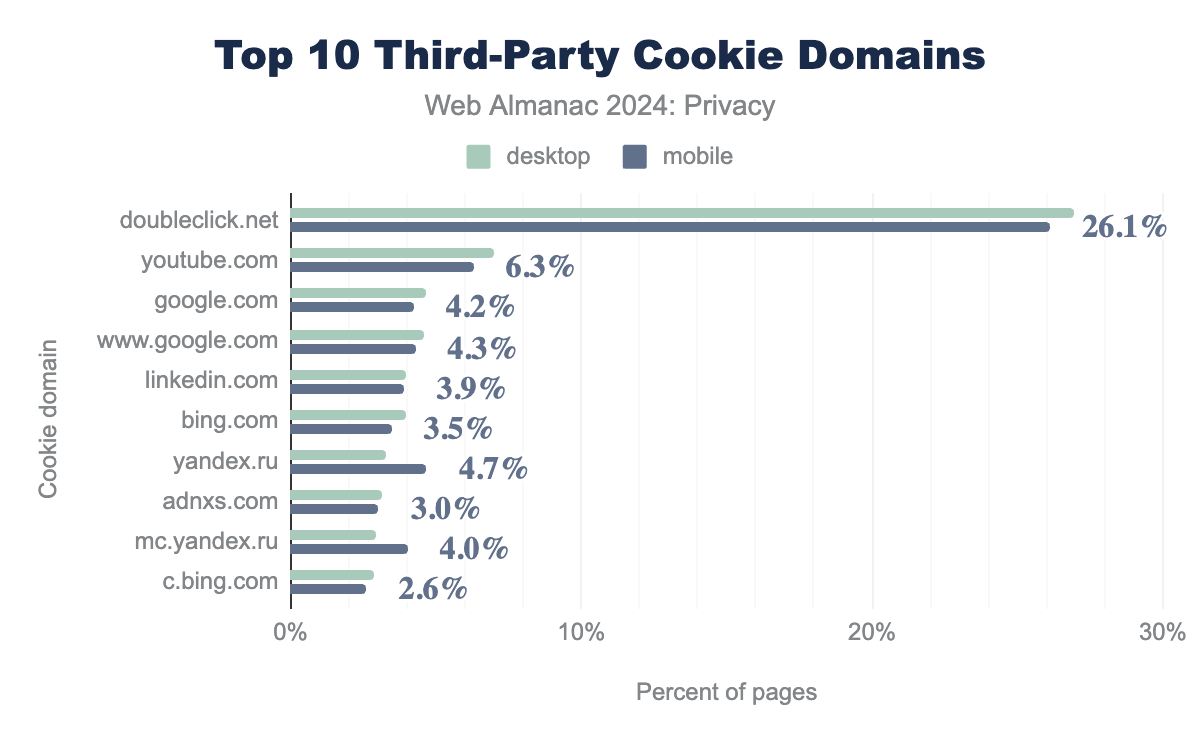 Top 10 Third-Party Cookie Domains
Web Almanac 2024: Privacy
desktop mobile
doubleclick.net 26.1%
youtube.com 6.3%
google.com 4.2%
www.google.com 4.3%
linkedin.com 3.9%
bing.com 3.5%
yandex.ru 4.7%
adnxs.com 3.0%
mc.yandex.ru 4.0%
c.bing.com 2.6%
Cookie domain
0% 10% 20% 30%
Percent of pages